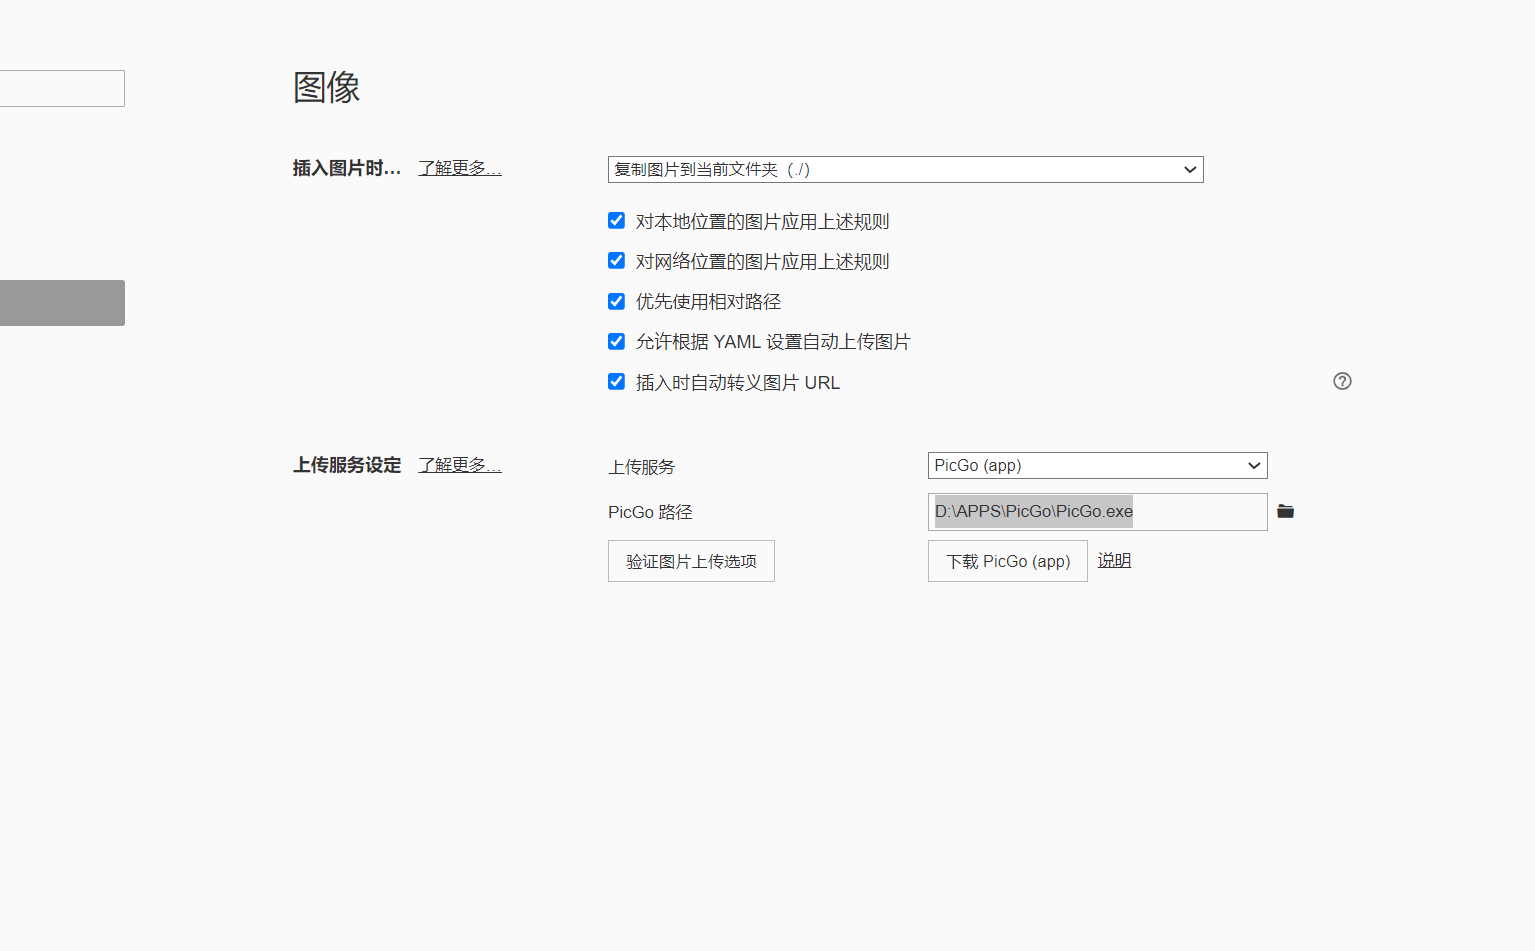 图像
插入图片时... 了解更多... 复制图片到当前文件夹（./）
对本地位置的图片应用上述规则
对网络位置的图片应用上述规则
优先使用相对路径
允许根据 YAML 设置自动上传图片
插入时自动转义图片 URL
上传服务设定 了解更多... 上传服务 PicGo (app)
PicGo 路径 D:\APPS\PicGo\PicGo.exe
验证图片上传选项 下载 PicGo (app) 说明